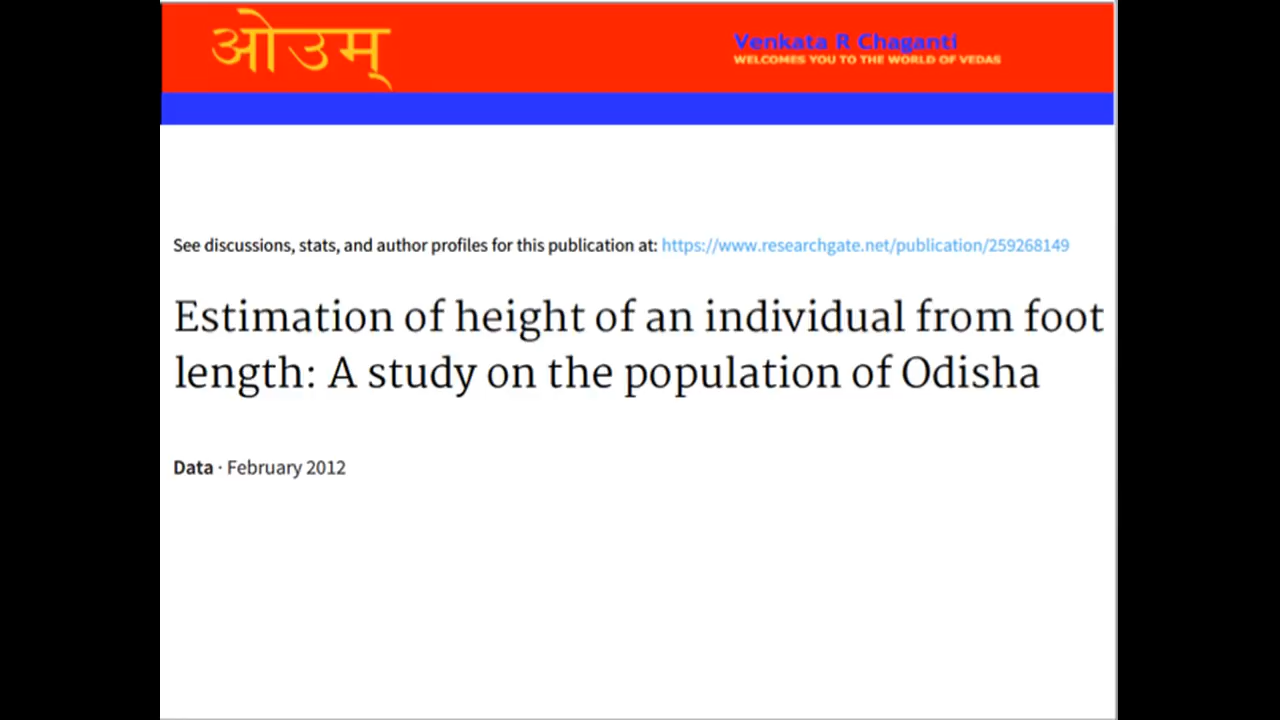 ओउम्
Venkata R Chaganti
WELCOMES YOU TO THE WORLD OF VEDAS
See discussions, stats, and author profiles for this publication at: https://www.researchgate.net/publication/259268149
Estimation of height of an individual from foot
length: A study on the population of Odisha
Data · February 2012